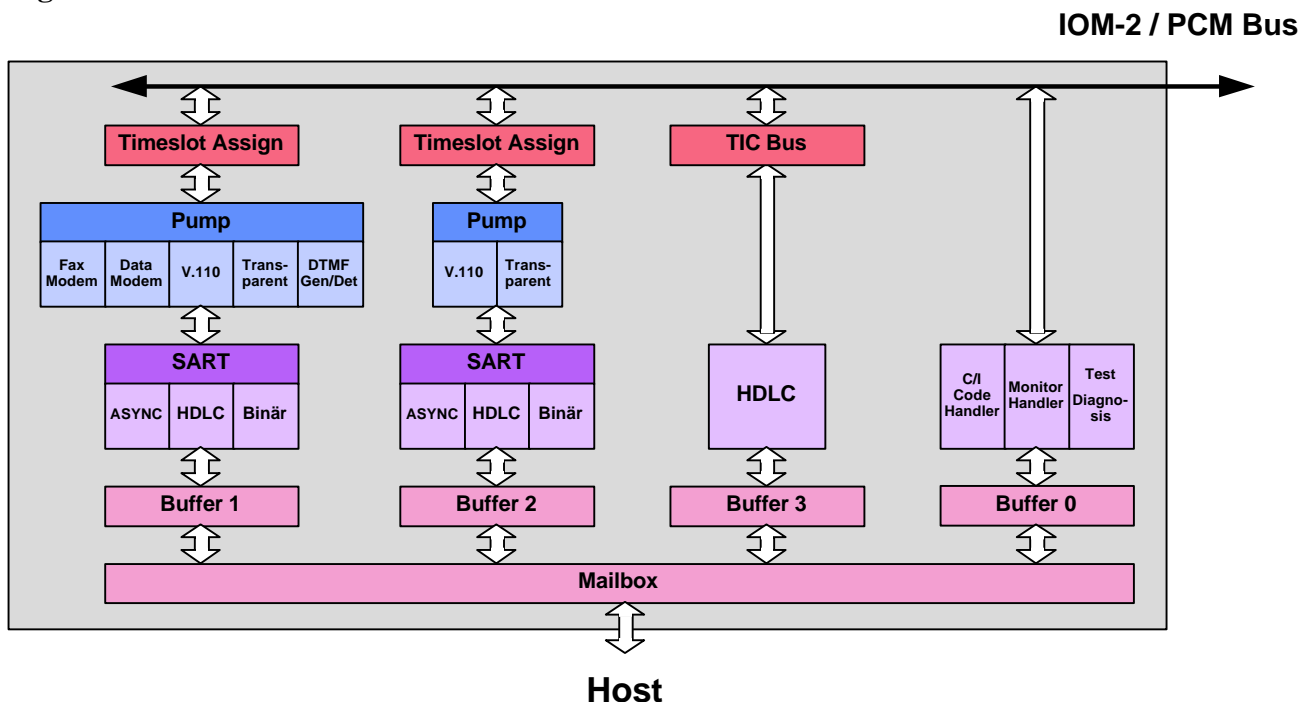 IOM-2 / PCM Bus
Timeslot Assign
Timeslot Assign
TIC Bus
Pump
Fax
Modem
Data
Modem
V.110
Trans-
parent
DTMF
Gen/Det
Pump
V.110
Trans-
parent
SART
ASYNC
HDLC
Binär
SART
ASYNC
HDLC
Binär
HDLC
C/I
Code
Handler
Monitor
Handler
Test
Diagno-
sis
Buffer 1
Buffer 2
Buffer 3
Buffer 0
Mailbox
Host